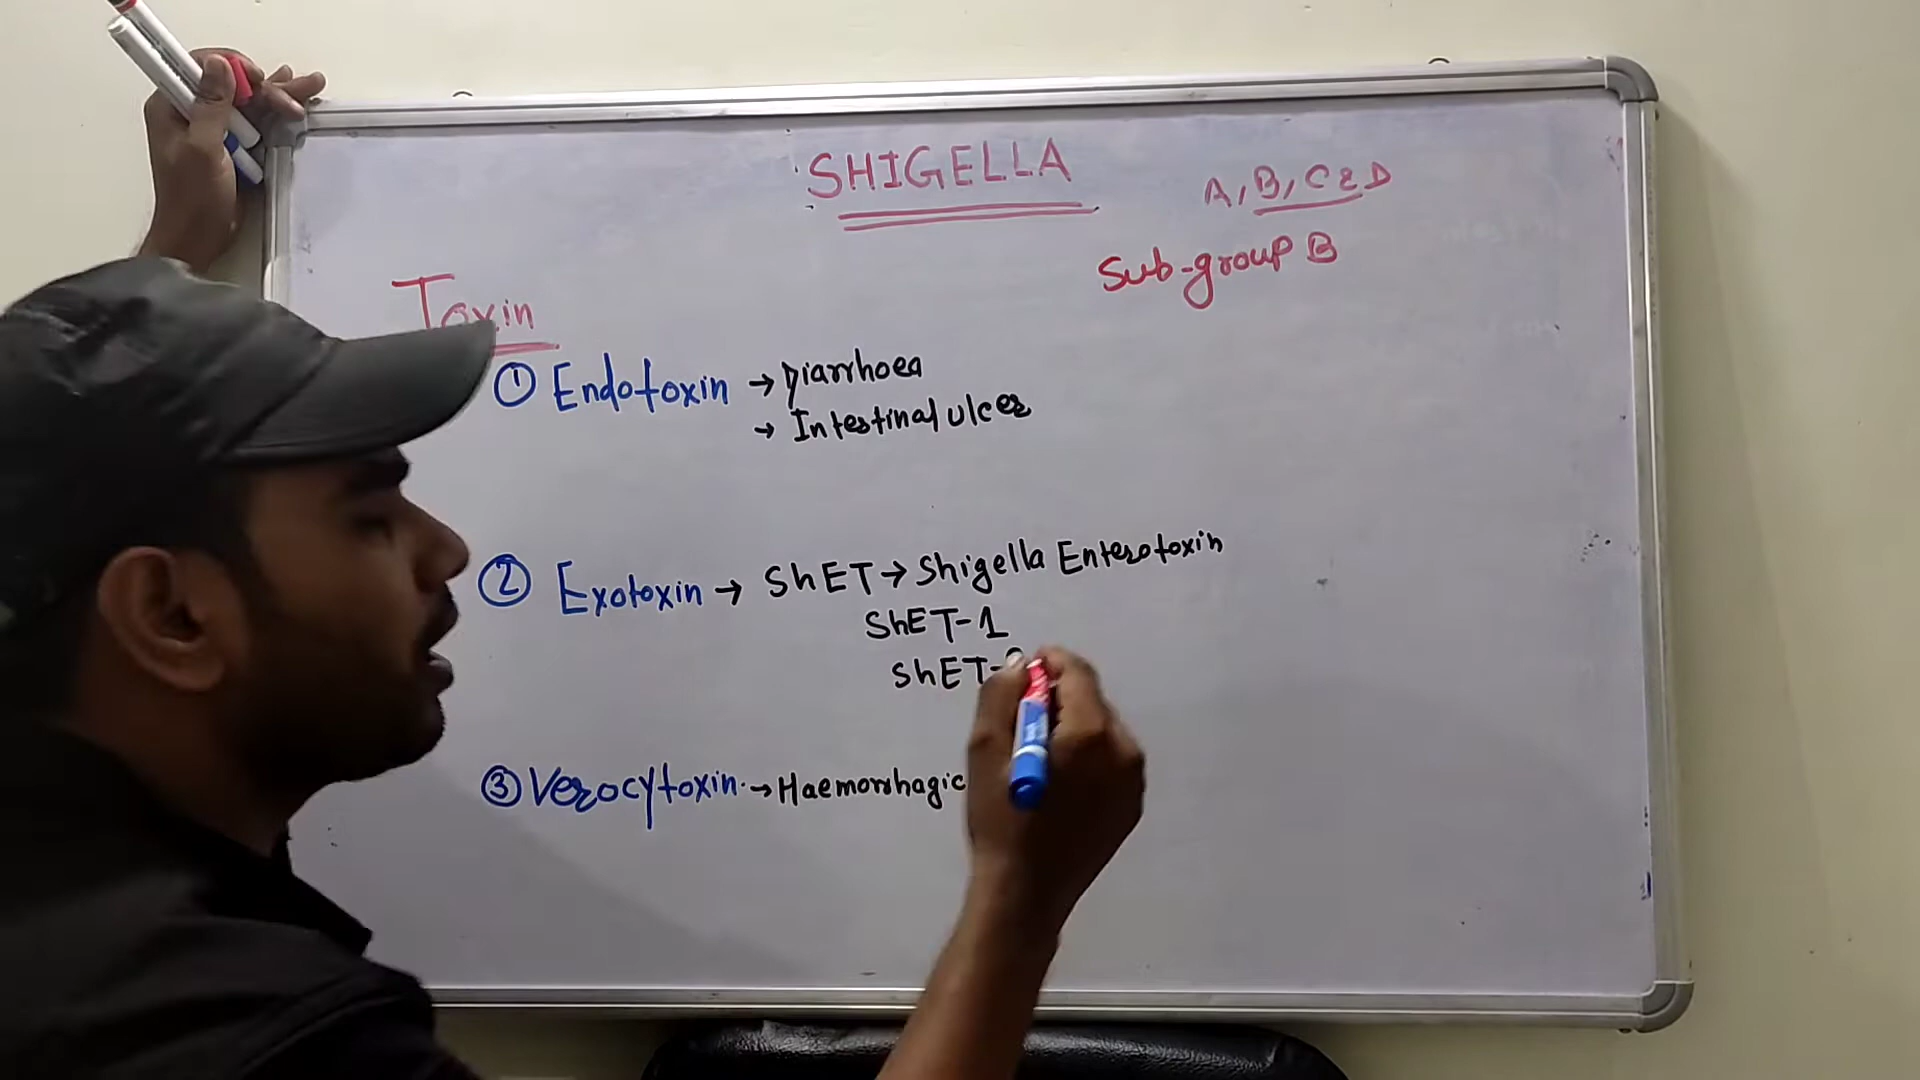 SHIGELLA
A, B, C & D
Sub-group B
Toxin
① Endotoxin → Diarrhoea
→ Intestinal ulcer
② Exotoxin → ShET → Shigella Enterotoxin
ShET-1
ShET-
③ Verocytoxin → Haemorrhagic